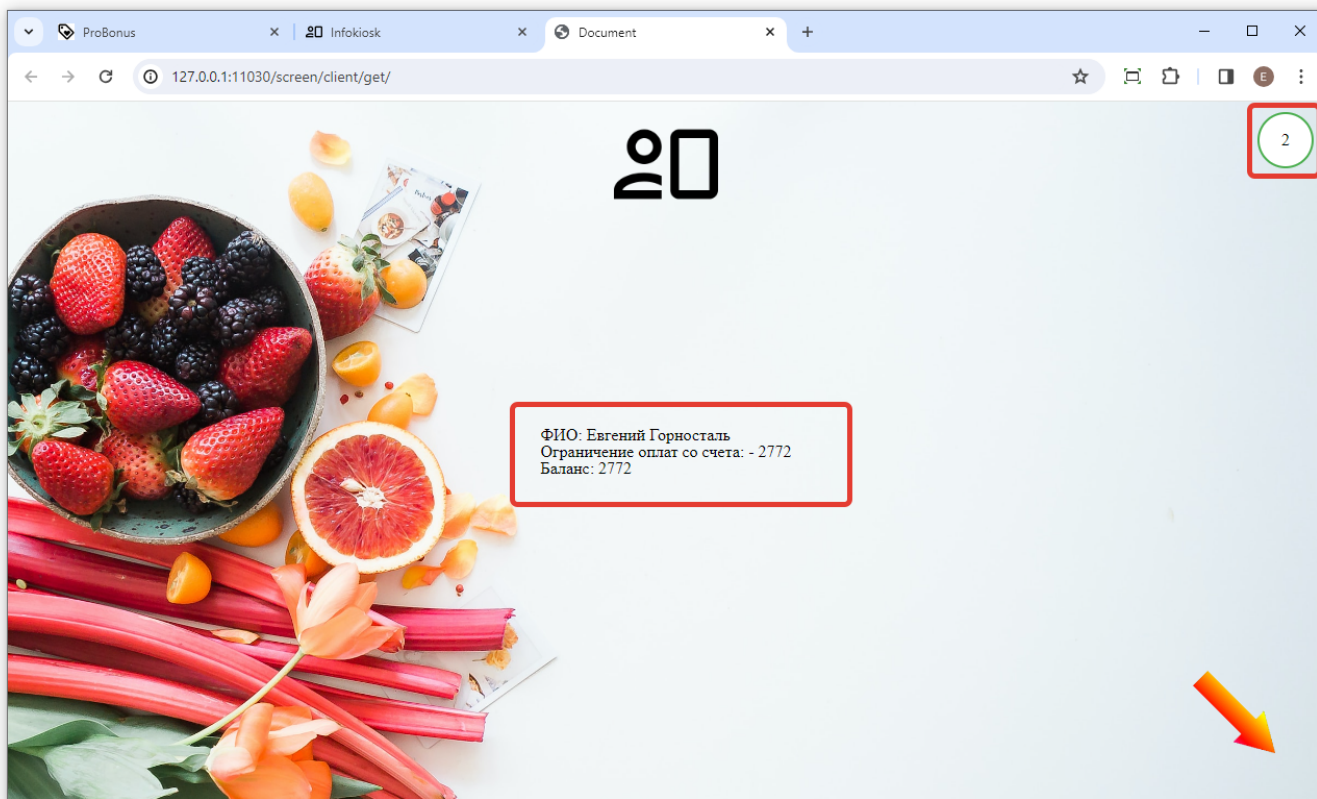 ProBonus
Infokiosk
Document
127.0.0.1:11030/screen/client/get/
E
2
ФИО: Евгений Горносталь
Ограничение оплат со счета: - 2772
Баланс: 2772